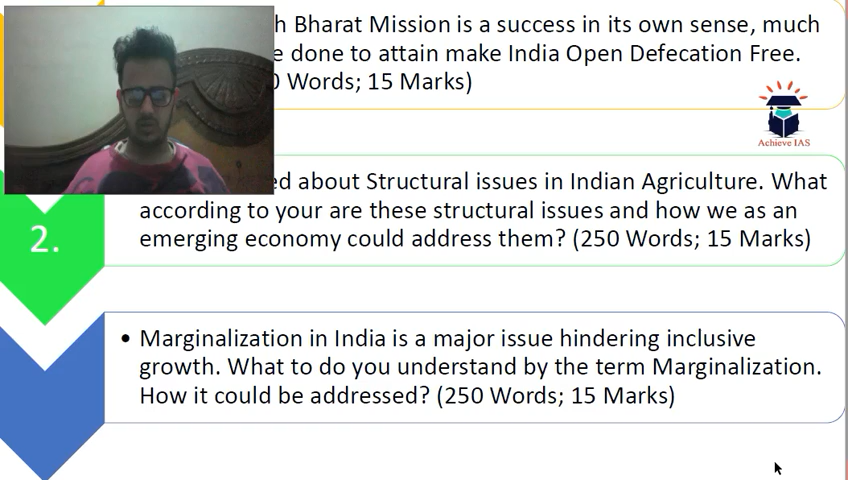 h Bharat Mission is a success in its own sense, much
e done to attain make India Open Defecation Free.
0 Words; 15 Marks)
Achieve IAS
ed about Structural issues in Indian Agriculture. What
according to your are these structural issues and how we as an
emerging economy could address them? (250 Words; 15 Marks)
2.
• Marginalization in India is a major issue hindering inclusive
growth. What to do you understand by the term Marginalization.
How it could be addressed? (250 Words; 15 Marks)